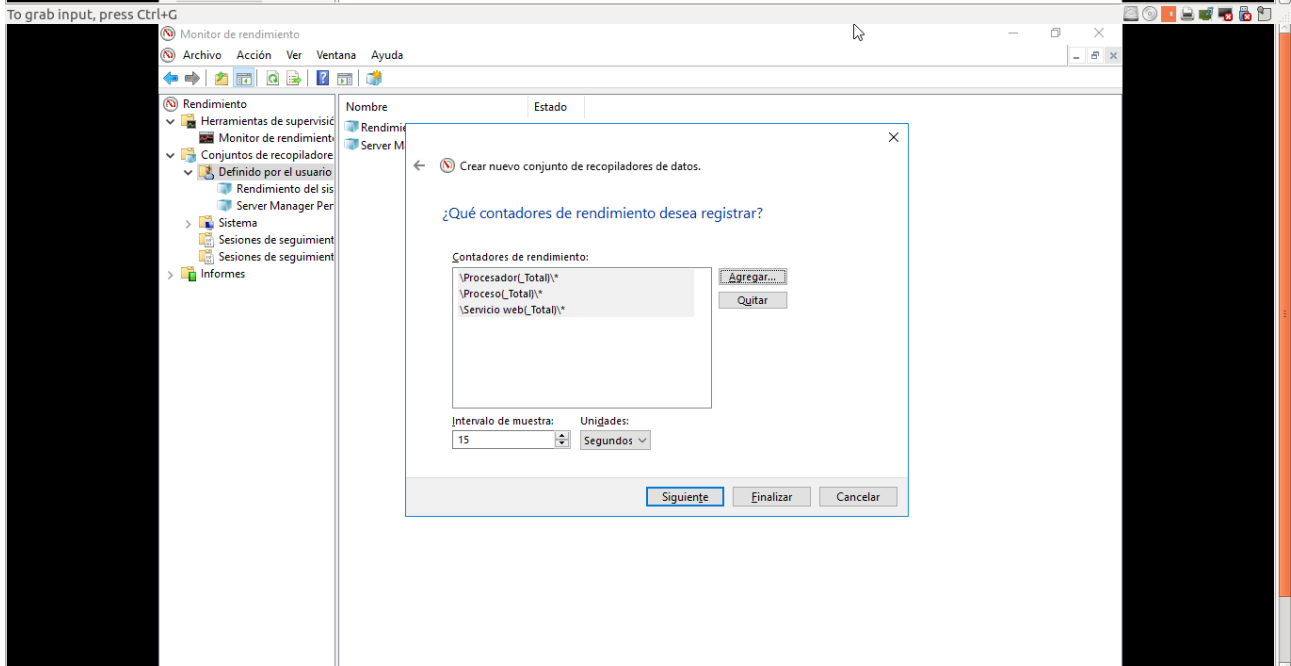 To grab input, press Ctrl+G
Monitor de rendimiento
Archivo Acción Ver Ventana Ayuda
Rendimiento
Herramientas de supervisió
Monitor de rendimient
Conjuntos de recopiladore
Definido por el usuario
Rendimiento del sis
Server Manager Per
Sistema
Sesiones de seguimient
Sesiones de seguimient
Informes
Nombre Estado
Rendimie
Server M
Crear nuevo conjunto de recopiladores de datos.
¿Qué contadores de rendimiento desea registrar?
Contadores de rendimiento:
\Procesador(_Total)\*
\Proceso(_Total)\*
\Servicio web(_Total)\*
Agregar...
Quitar
Intervalo de muestra: Unidades:
15 Segundos
Siguiente Finalizar Cancelar